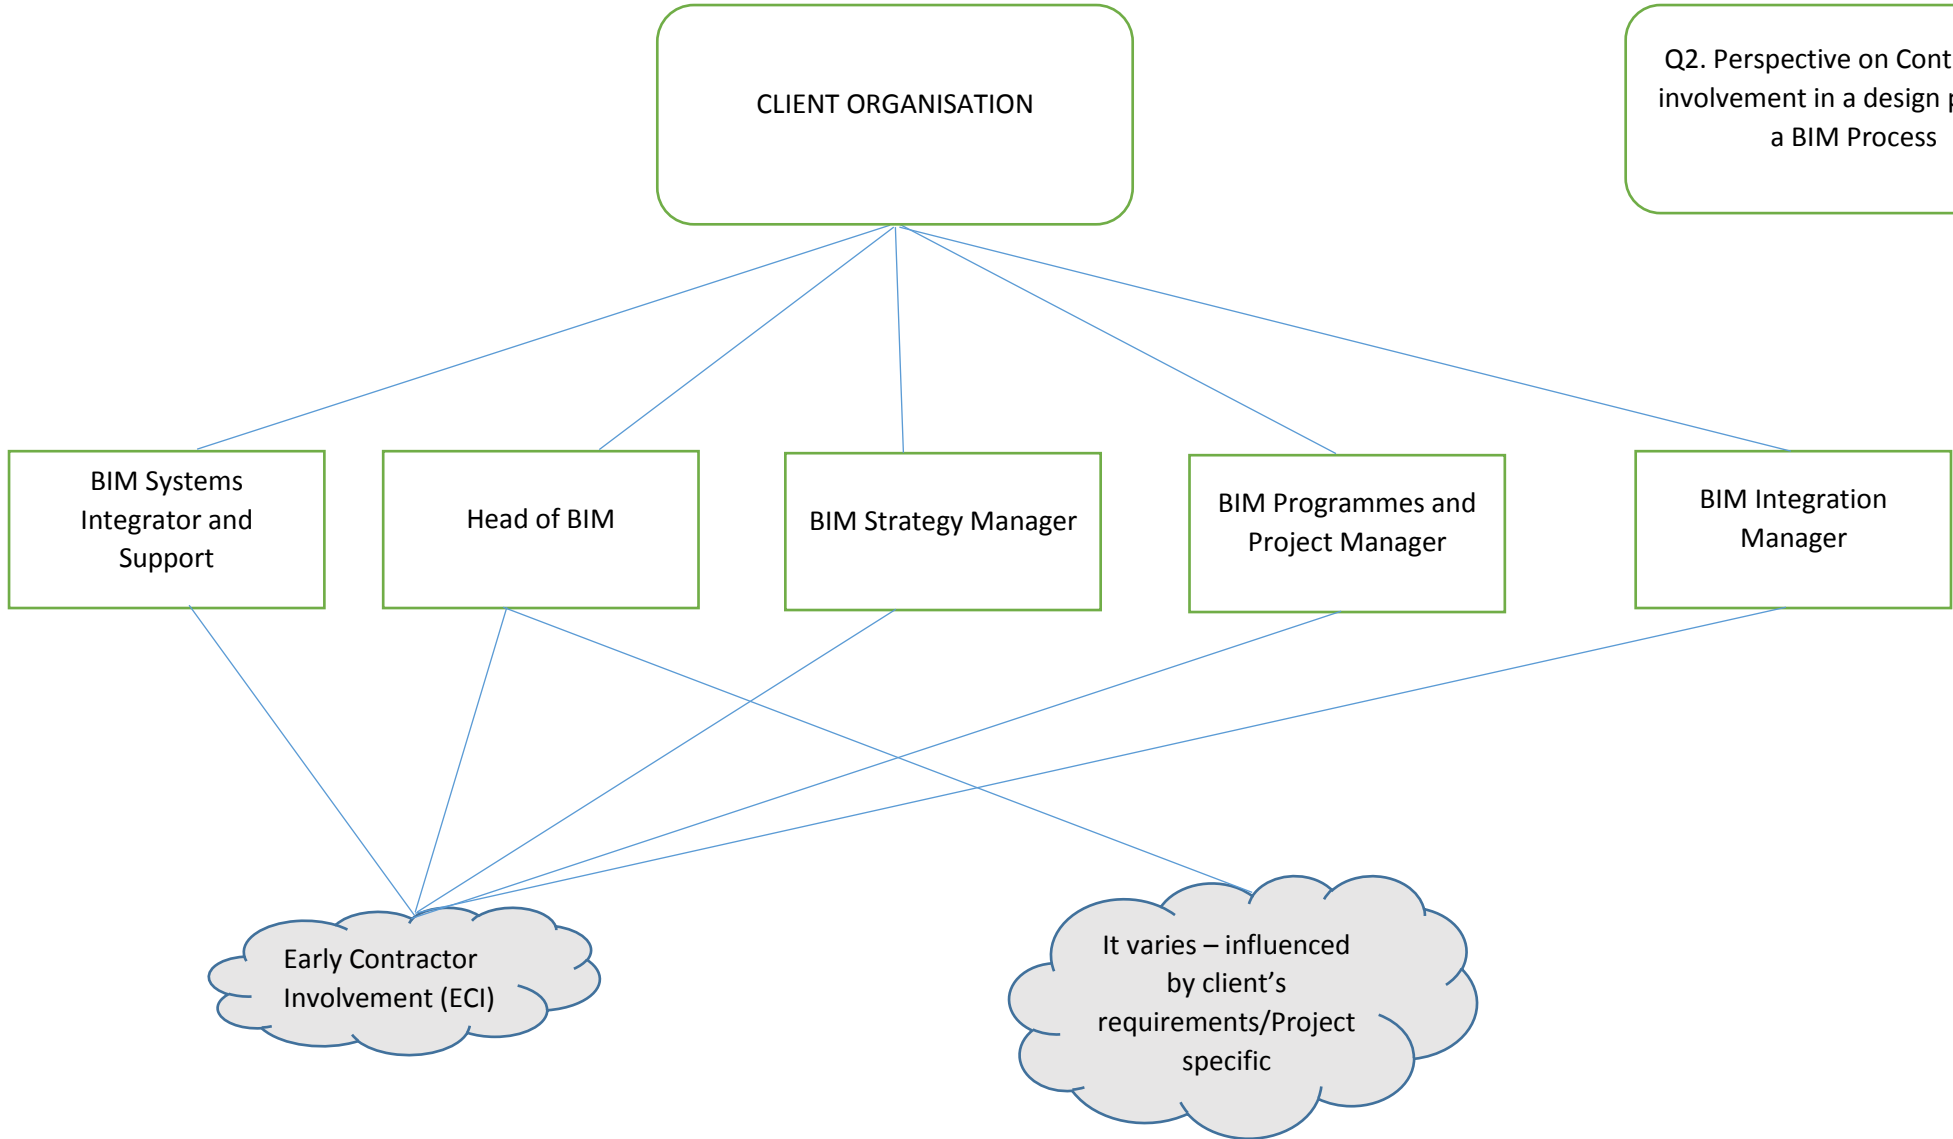 CLIENT ORGANISATION
Q2. Perspective on
involvement in a design
a BIM Process
BIM Systems
Integrator and
Support
Head of BIM
BIM Strategy Manager
BIM Programmes and
Project Manager
BIM Integration
Manager
Early Contractor
Involvement (ECI)
It varies – influenced
by client’s
requirements/Project
specific